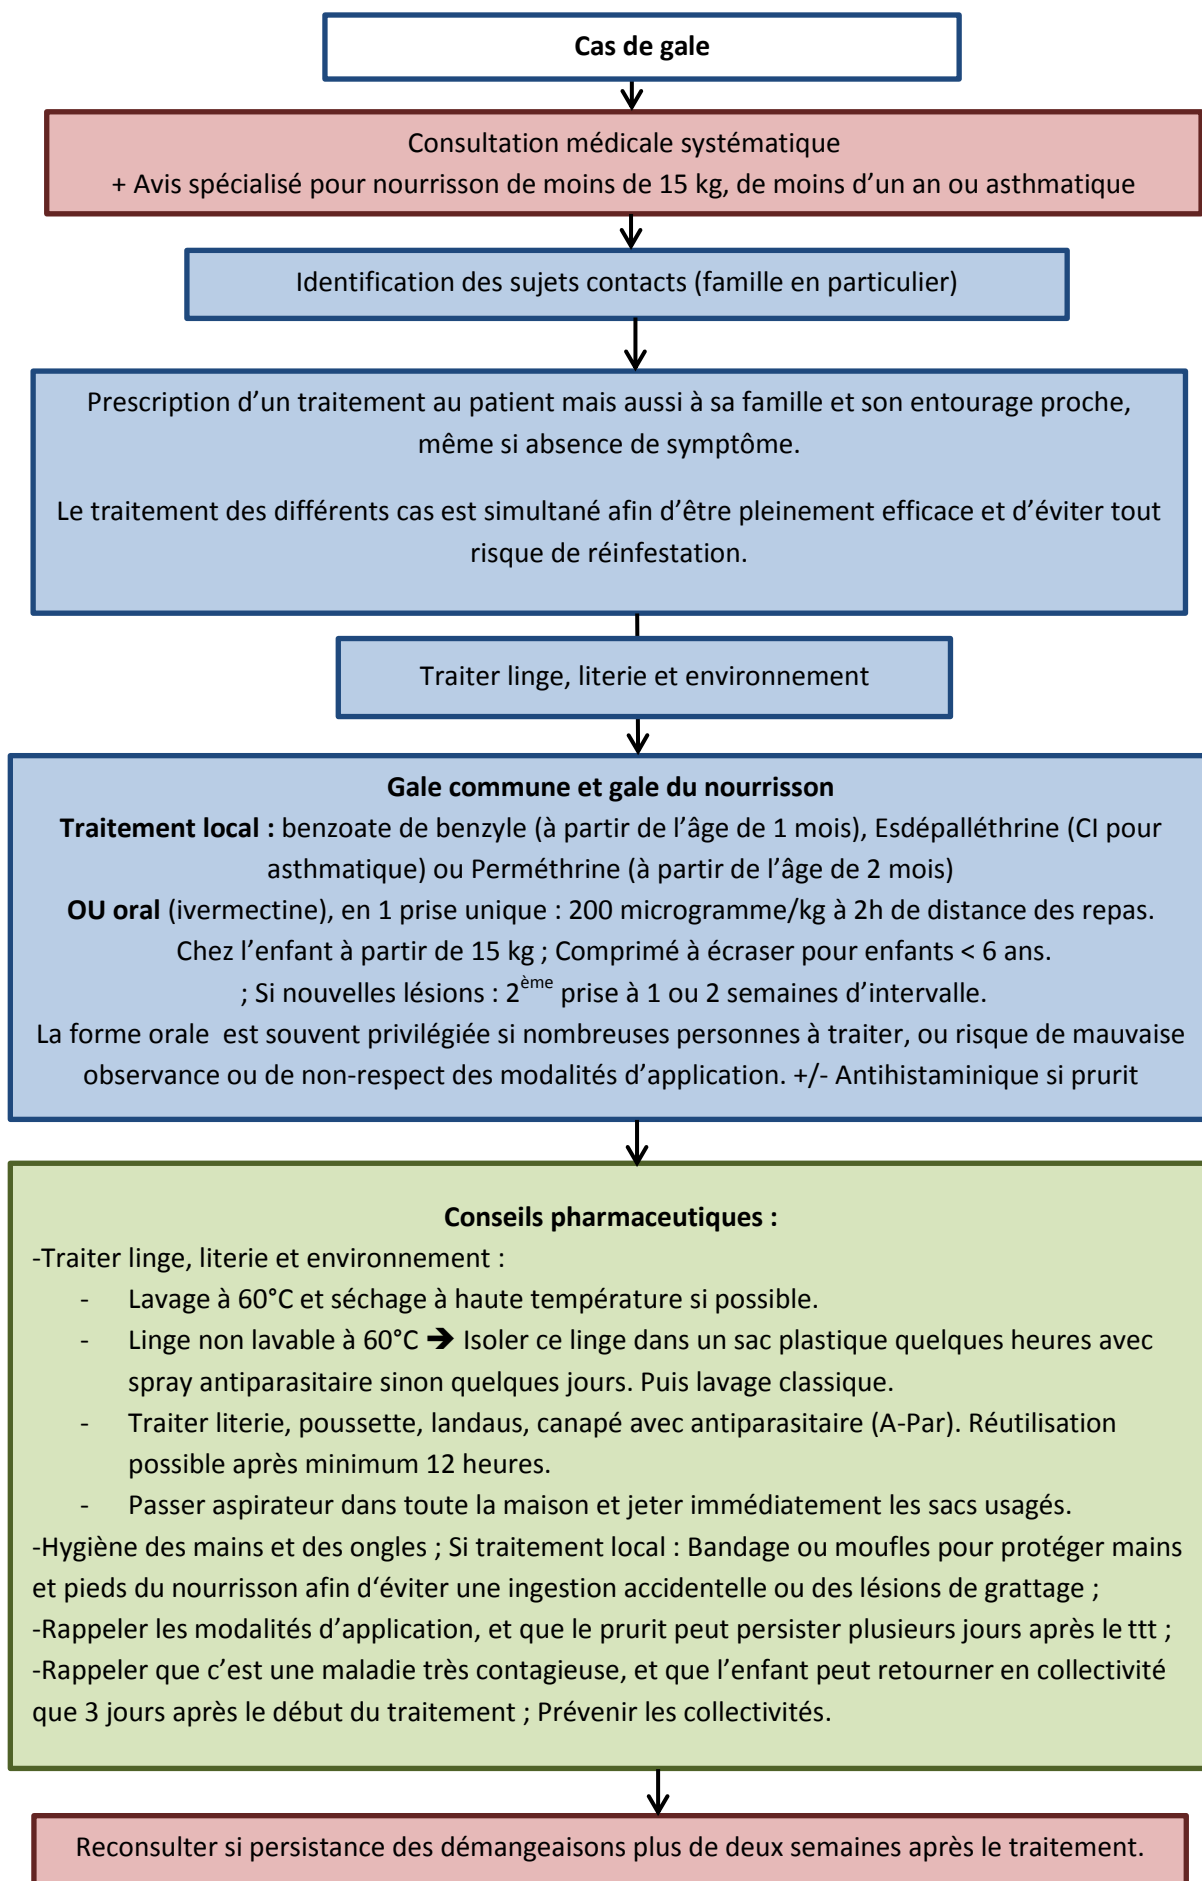 Cas de gale
Consultation médicale systématique
+ Avis spécialisé pour nourrisson de moins de 15 kg, de moins d’un an ou asthmatique
Identification des sujets contacts (famille en particulier)
Prescription d’un traitement au patient mais aussi à sa famille et son entourage proche,
même si absence de symptôme.
Le traitement des différents cas est simultané afin d’être pleinement efficace et d’éviter tout
risque de réinfestation.
Traiter linge, literie et environnement
Gale commune et gale du nourrisson
Traitement local : benzoate de benzyle (à partir de l’âge de 1 mois), Esdépalléthrine (CI pour
asthmatique) ou Perméthrine (à partir de l’âge de 2 mois)
OU oral (ivermectine), en 1 prise unique : 200 microgramme/kg à 2h de distance des repas.
Chez l’enfant à partir de 15 kg ; Comprimé à écraser pour enfants < 6 ans.
; Si nouvelles lésions : 2ème prise à 1 ou 2 semaines d’intervalle.
La forme orale  est souvent privilégiée si nombreuses personnes à traiter, ou risque de mauvaise
observance ou de non-respect des modalités d’application. +/- Antihistaminique si prurit
Conseils pharmaceutiques :
-Traiter linge, literie et environnement :
- Lavage à 60°C et séchage à haute température si possible.
- Linge non lavable à 60°C ➔ Isoler ce linge dans un sac plastique quelques heures avec
spray antiparasitaire sinon quelques jours. Puis lavage classique.
- Traiter literie, poussette, landaus, canapé avec antiparasitaire (A-Par). Réutilisation
possible après minimum 12 heures.
- Passer aspirateur dans toute la maison et jeter immédiatement les sacs usagés.
-Hygiène des mains et des ongles ; Si traitement local : Bandage ou moufles pour protéger mains
et pieds du nourrisson afin d‘éviter une ingestion accidentelle ou des lésions de grattage ;
-Rappeler les modalités d’application, et que le prurit peut persister plusieurs jours après le ttt ;
-Rappeler que c’est une maladie très contagieuse, et que l’enfant peut retourner en collectivité
que 3 jours après le début du traitement ; Prévenir les collectivités.
Reconsulter si persistance des démangeaisons plus de deux semaines après le traitement.